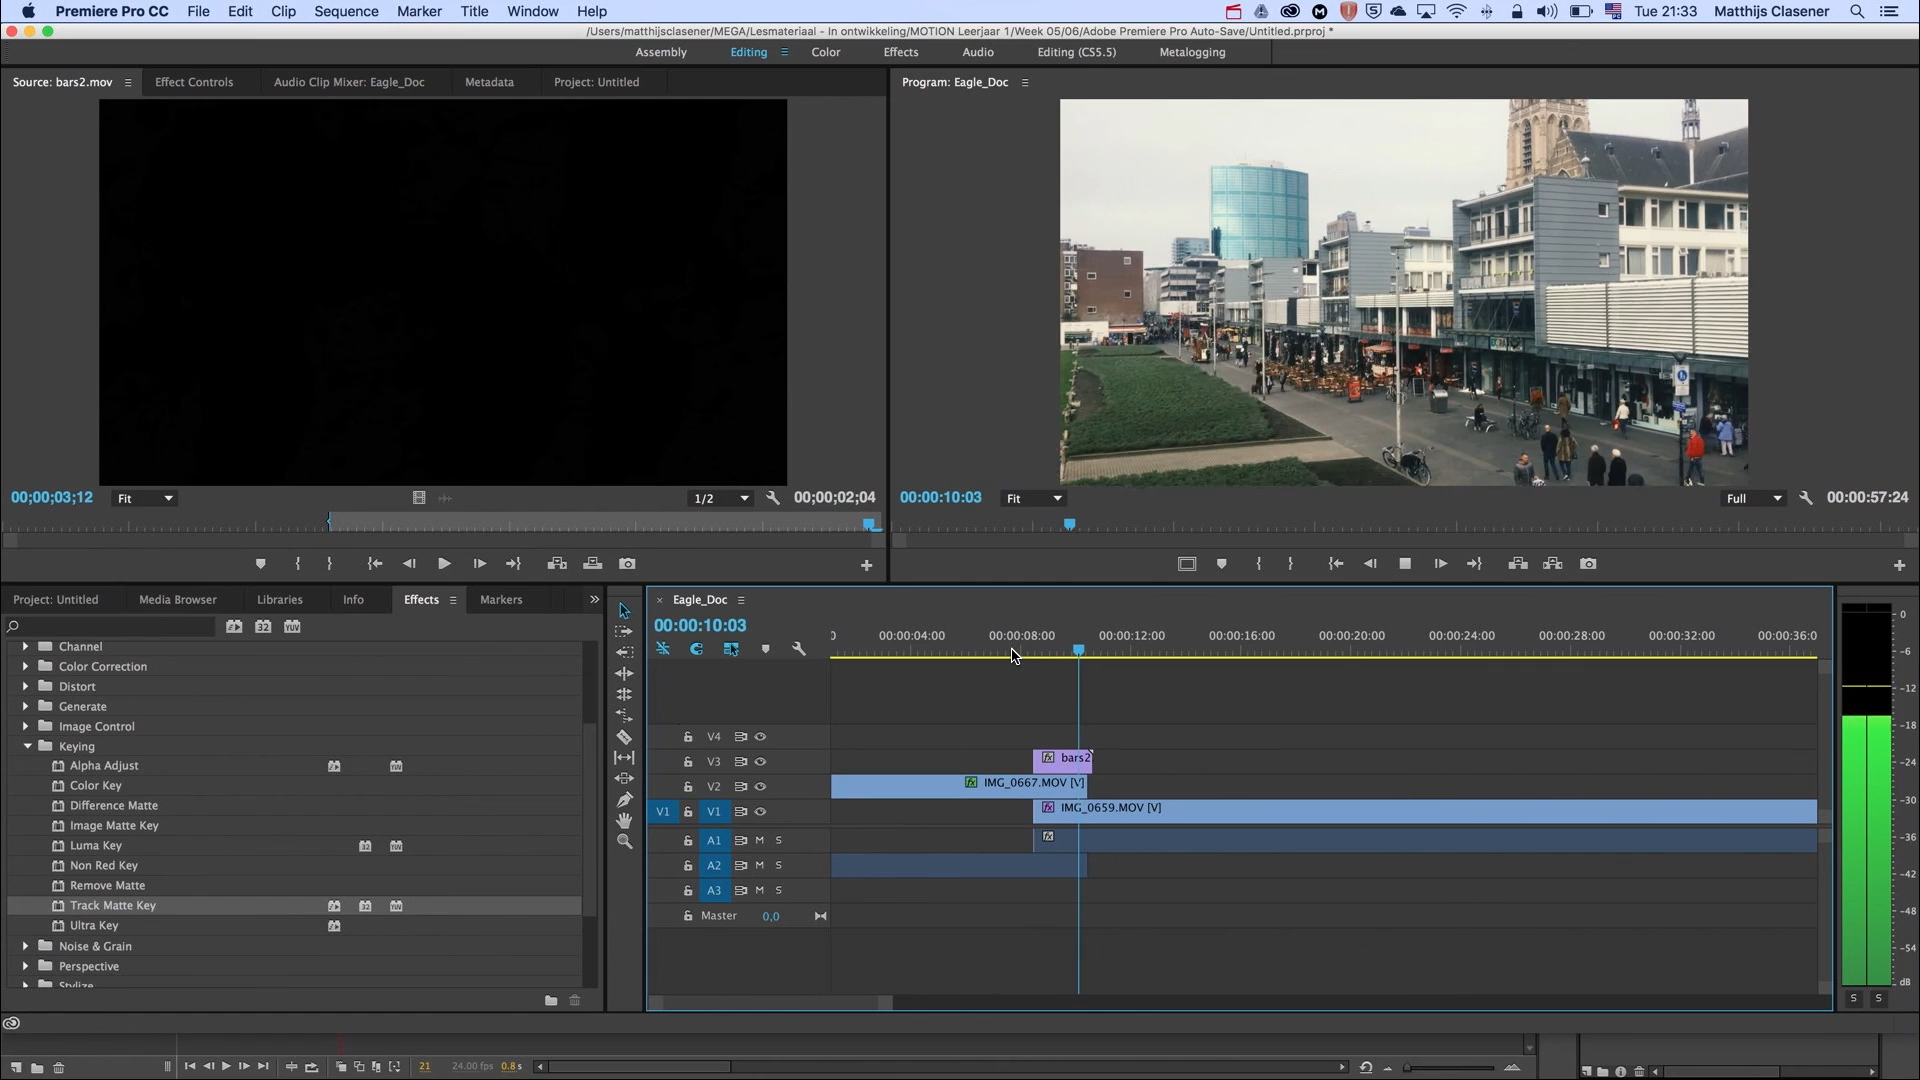 Premiere Pro CC File Edit Clip Sequence Marker Title Window Help Tue 21:33 Matthijs Clasener
/Users/matthijsclasener/MEGA/Lesmateriaal - In ontwikkeling/MOTION Leerjaar 1/Week 05/06/Adobe Premiere Pro Auto-Save/Untitled.prproj *
Assembly Editing Color Effects Audio Editing (CS5.5) Metalogging
Source: bars2.mov Effect Controls Audio Clip Mixer: Eagle_Doc Metadata Project: Untitled
Program: Eagle_Doc
00;00;03;12 Fit 1/2 00;00;02;04
00:00:10:03 Fit Full 00:00:57:24
Project: Untitled Media Browser Libraries Info Effects Markers
32 YUV
Channel
Color Correction
Distort
Generate
Image Control
Keying
Alpha Adjust
Color Key
Difference Matte
Image Matte Key
Luma Key
Non Red Key
Remove Matte
Track Matte Key
Ultra Key
Noise & Grain
Perspective
Stylize
Eagle_Doc
00:00:10:03
0 00:00:04:00 00:00:08:00 00:00:12:00 00:00:16:00 00:00:20:00 00:00:24:00 00:00:28:00 00:00:32:00 00:00:36:0
V4
V3 fx bars2
V2 fx IMG_0667.MOV [V]
V1 V1 fx IMG_0659.MOV [V]
A1 M S fx
A2 M S
A3 M S
Master 0,0
0
-6
-12
-18
-24
-30
-36
-42
-48
-54
dB
S S
21 24.00 fps 0.8 s